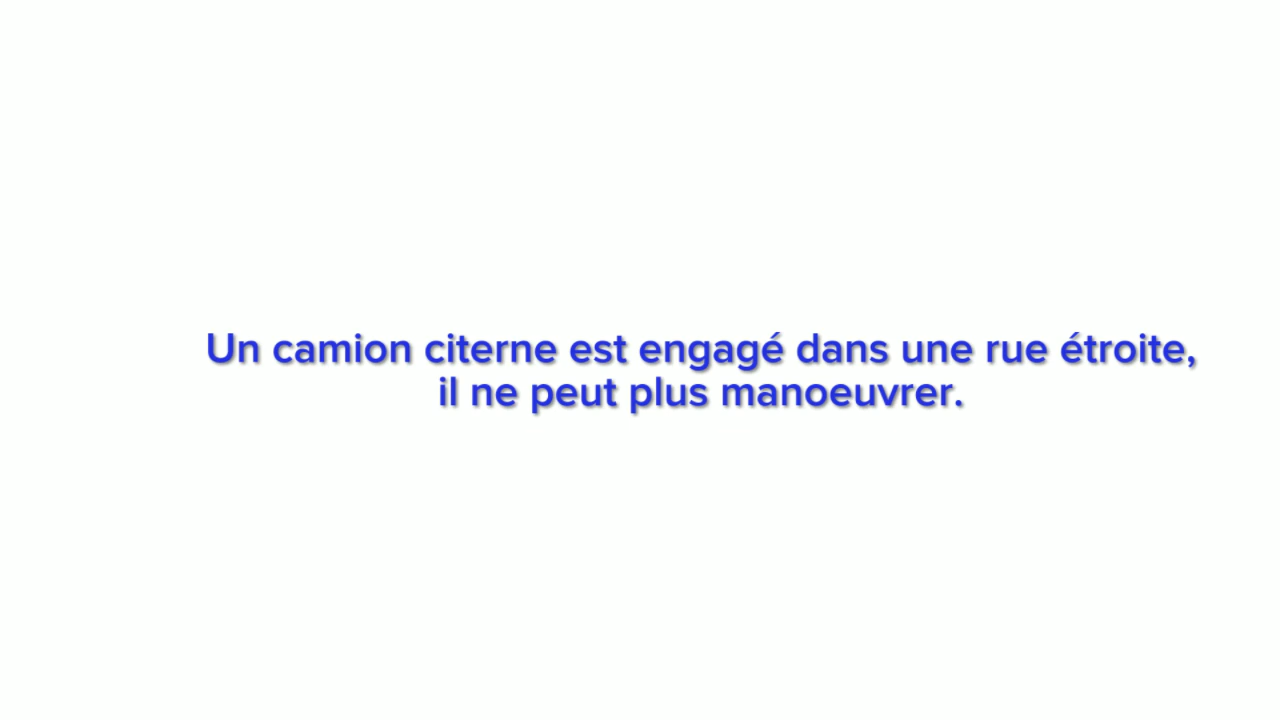 Un camion citerne est engagé dans une rue étroite,
il ne peut plus manoeuvrer.